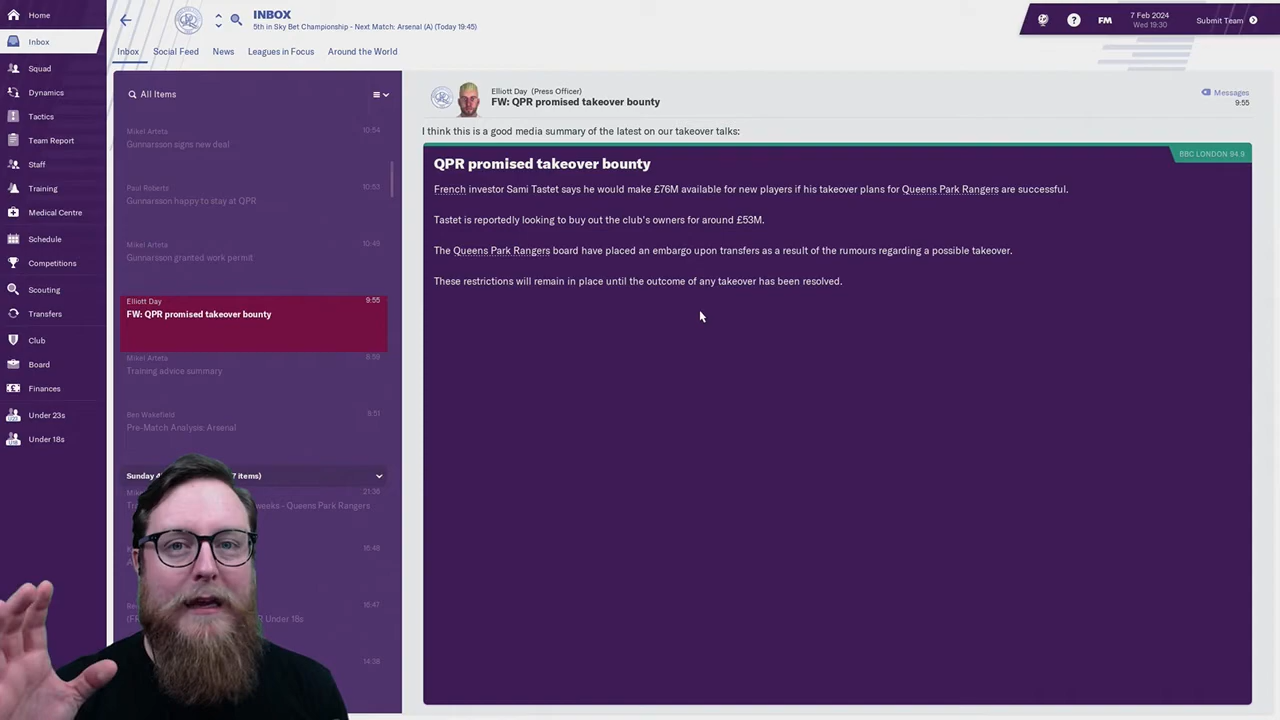 Home
Inbox
Squad
Dynamics
Tactics
Team Report
Staff
Training
Medical Centre
Schedule
Competitions
Scouting
Transfers
Club
Board
Finances
Under 23s
Under 18s
INBOX
5th in Sky Bet Championship - Next Match: Arsenal (A) (Today 19:45)
FM
7 Feb 2024
Wed 19:30
Submit Team
Inbox
Social Feed
News
Leagues in Focus
Around the World
All Items
Mikel Arteta 10:54
Gunnarsson signs new deal
Paul Roberts 10:53
Gunnarsson happy to stay at QPR
Mikel Arteta 10:49
Gunnarsson granted work permit
Elliott Day 9:55
FW: QPR promised takeover bounty
Mikel Arteta 8:59
Training advice summary
Ben Wakefield 8:51
Pre-Match Analysis: Arsenal
Sunday 7 items)
21:36
weeks - Queens Park Rangers
16:48
16:47
Under 18s
14:38
Elliott Day (Press Officer)
FW: QPR promised takeover bounty
Messages
9:55
I think this is a good media summary of the latest on our takeover talks:
BBC LONDON 94.9
QPR promised takeover bounty
French investor Sami Tastet says he would make £76M available for new players if his takeover plans for Queens Park Rangers are successful.
Tastet is reportedly looking to buy out the club's owners for around £53M.
The Queens Park Rangers board have placed an embargo upon transfers as a result of the rumours regarding a possible takeover.
These restrictions will remain in place until the outcome of any takeover has been resolved.